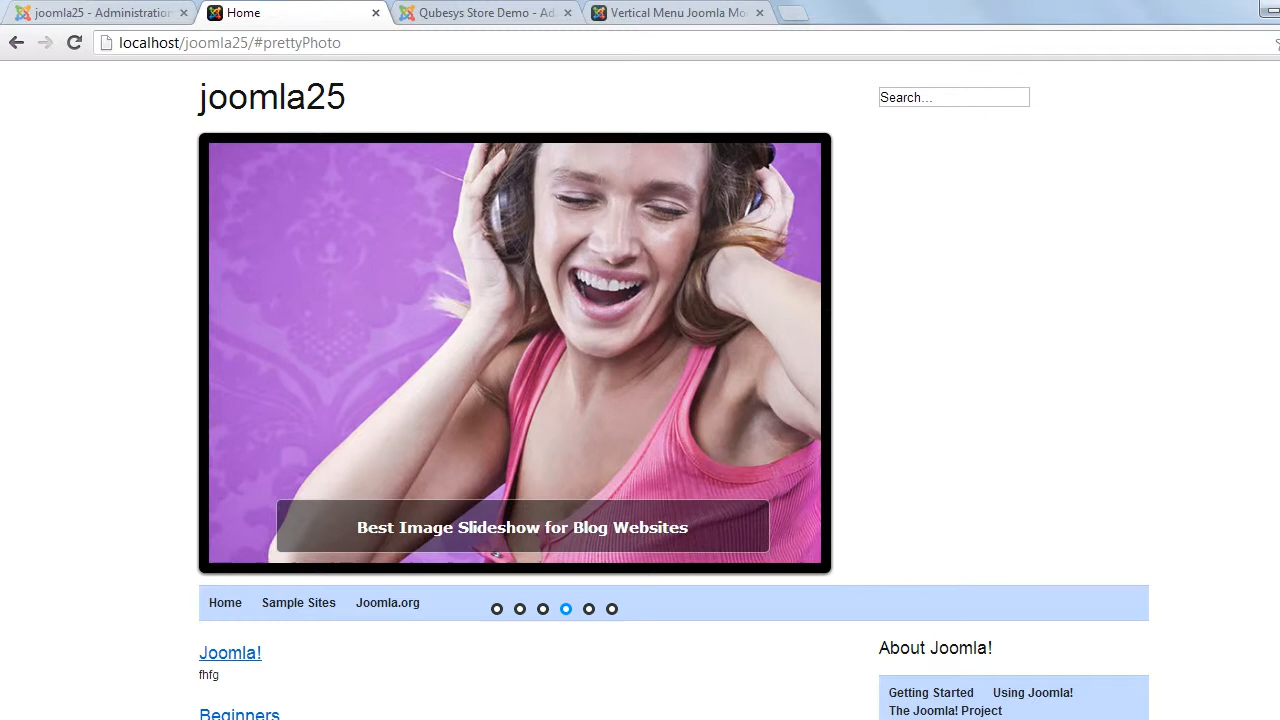 joomla25 - Administration
Home
Qubesys Store Demo - Ad
Vertical Menu Joomla Mo
localhost/joomla25/#prettyPhoto
joomla25
Search...
Best Image Slideshow for Blog Websites
Home Sample Sites Joomla.org
Joomla!
fhfg
About Joomla!
Getting Started Using Joomla!
The Joomla! Project
Beginners